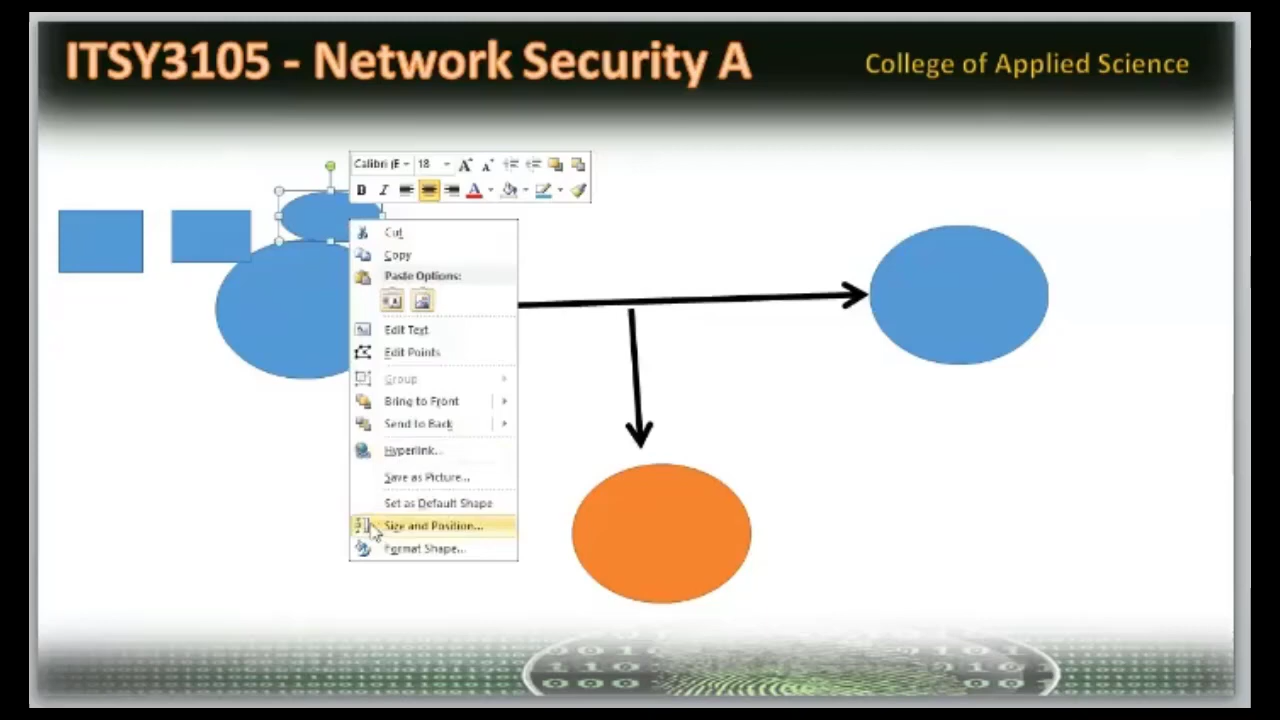 ITSY3105 - Network Security A
College of Applied Science
Calibri (E
18
A A
B I A
Cut
Copy
Paste Options:
A
Edit Text
Edit Points
Group
Bring to Front
Send to Back
Hyperlink...
Save as Picture...
Set as Default Shape
Size and Position...
Format Shape...